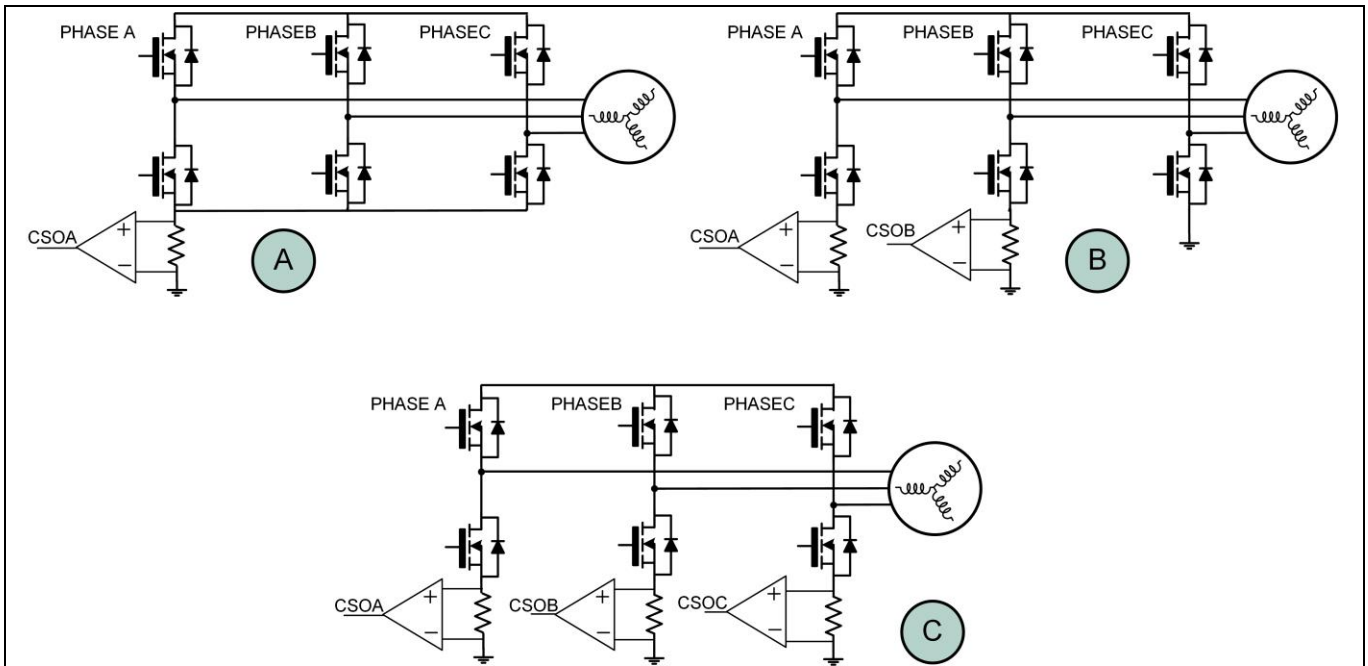 PHASE A
PHASEB
PHASEC
CSOA
+
−
A
PHASE A
PHASEB
PHASEC
CSOA
+
−
CSOB
+
−
B
PHASE A
PHASEB
PHASEC
CSOA
+
−
CSOB
+
−
CSOC
+
−
C